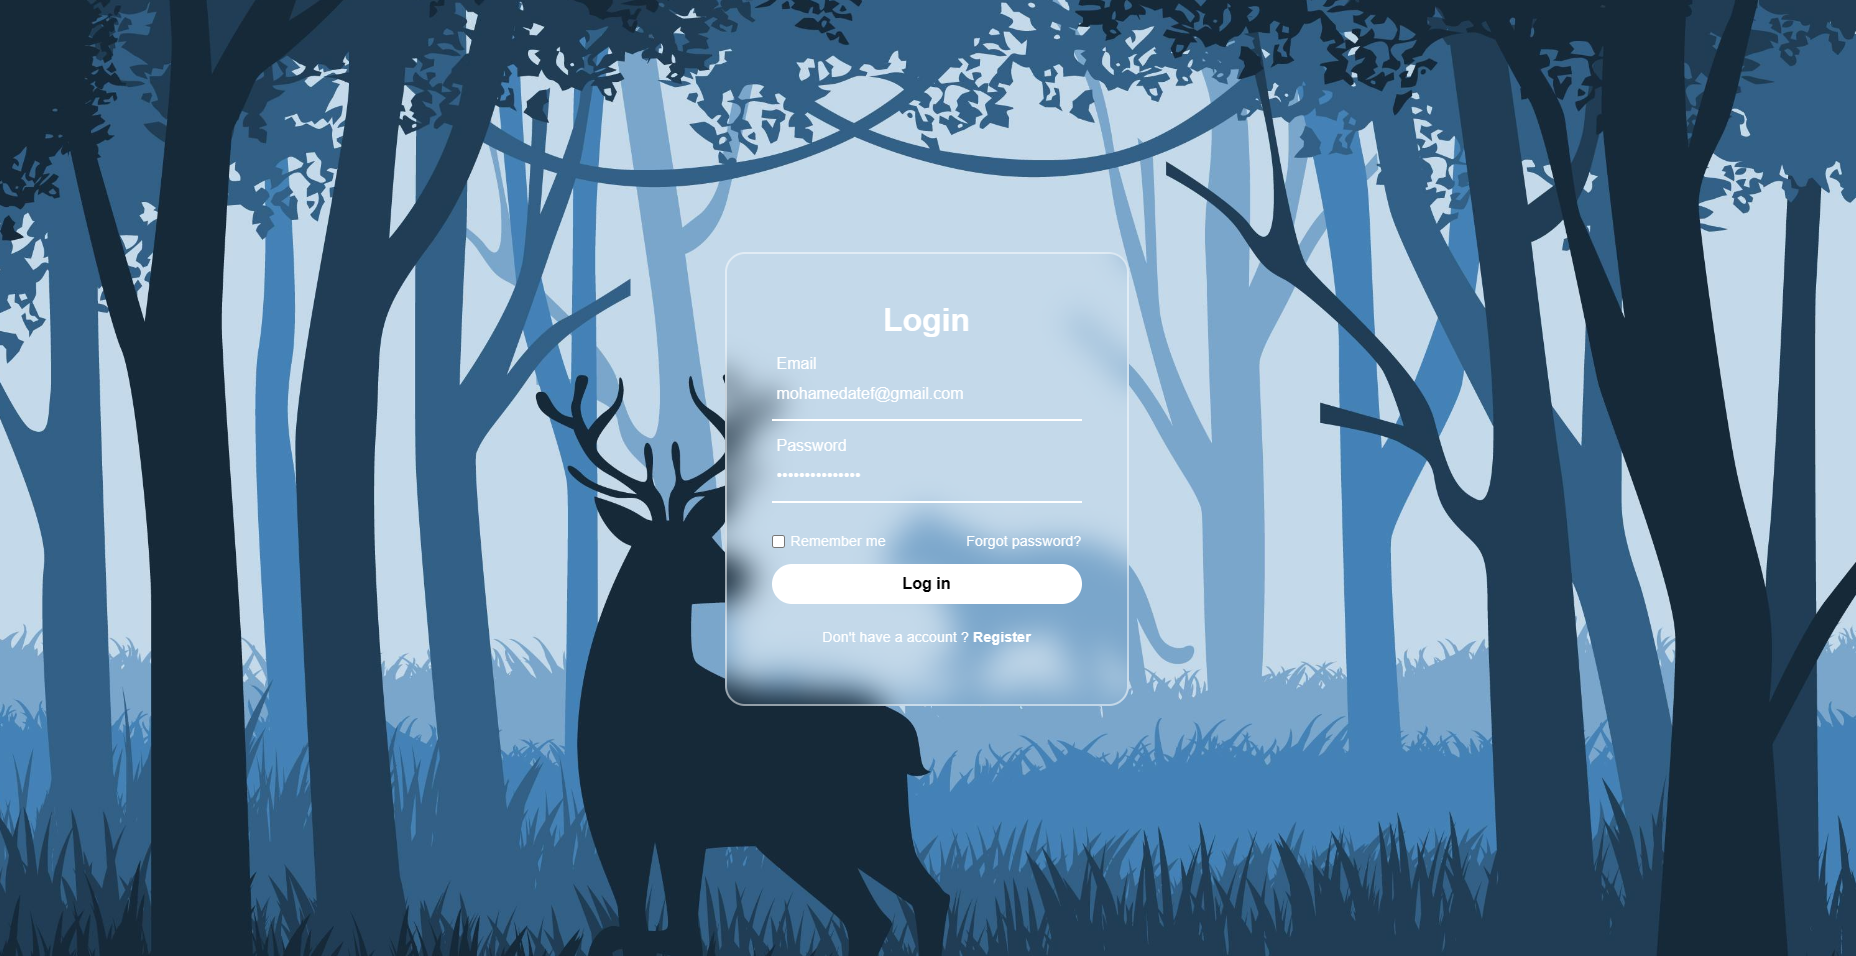 Login
Email
mohamedatef@gmail.com
Password
•••••••••••••••
Remember me Forgot password?
Log in
Don't have a account ? Register